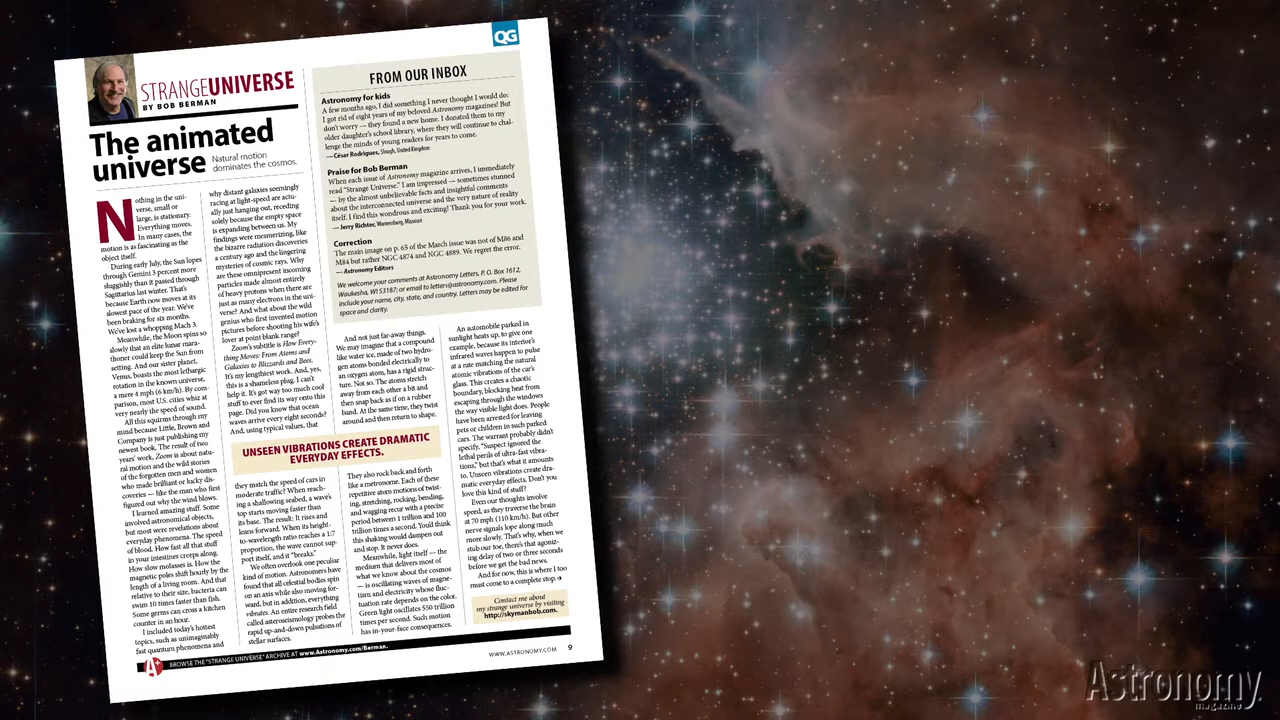 QG
STRANGEUNIVERSE
BY BOB BERMAN
The animated
universe
Natural motion
dominates the cosmos.
Nothing in the uni-
verse, small or
large, is stationary.
Everything moves.
In many cases, the
motion is as fascinating as the
object itself.
During early July, the Sun lopes
through Gemini 3 percent more
sluggishly than it passed through
Sagittarius last winter. That's
because Earth now moves at its
slowest pace of the year. We've
been braking for six months.
We've lost a whopping Mach 3.
Meanwhile, the Moon spins so
slowly that an elite lunar mara-
thoner could keep the Sun from
setting. And our sister planet,
Venus, boasts the most lethargic
rotation in the known universe,
a mere 4 mph (6 km/h). By com-
parison, most U.S. cities whiz at
very nearly the speed of sound.
All this squirms through my
mind because Little, Brown and
Company is just publishing my
newest book. The result of two
years' work, Zoom is about natu-
ral motion and the wild stories
of the forgotten men and women
who made brilliant or lucky dis-
coveries — like the man who first
figured out why the wind blows.
I learned amazing stuff. Some
involved astronomical objects,
but most were revelations about
everyday phenomena. The speed
of blood. How fast all that stuff
in your intestines creeps along.
How slow molasses is. How the
magnetic poles shift hourly by the
length of a living room. And that
relative to their size, bacteria can
swim 10 times faster than fish.
Some germs can cross a kitchen
counter in an hour.
I included today's hottest
topics, such as unimaginably
fast quantum phenomena and
why distant galaxies seemingly
racing at light-speed are actu-
ally just hanging out, receding
solely because the empty space
is expanding between us. My
findings were mesmerizing, like
the bizarre radiation discoveries
a century ago and the lingering
mysteries of cosmic rays. Why
are these omnipresent incoming
particles made almost entirely
of heavy protons when there are
just as many electrons in the uni-
verse? And what about the wild
genius who first invented motion
pictures before shooting his wife's
lover at point blank range?
Zoom's subtitle is How Every-
thing Moves: From Atoms and
Galaxies to Blizzards and Bees.
It's my lengthiest work. And, yes,
this is a shameless plug. I can't
help it. It's got way too much cool
stuff to ever find its way onto this
page. Did you know that ocean
waves arrive every eight seconds?
And, using typical values, that
UNSEEN VIBRATIONS CREATE DRAMATIC
EVERYDAY EFFECTS.
they match the speed of cars in
moderate traffic? When reach-
ing a shallowing seabed, a wave's
top starts moving faster than
its base. The result: It rises and
leans forward. When its height-
to-wavelength ratio reaches a 1:7
proportion, the wave cannot sup-
port itself, and it "breaks."
We often overlook one peculiar
kind of motion. Astronomers have
found that all celestial bodies spin
on an axis while also moving for-
ward, but in addition, everything
vibrates. An entire research field
called asteroseismology probes the
rapid up-and-down pulsations of
stellar surfaces.
And not just far-away things.
We may imagine that a compound
like water ice, made of two hydro-
gen atoms bonded electrically to
an oxygen atom, has a rigid struc-
ture. Not so. The atoms stretch
away from each other a bit and
then snap back as if on a rubber
band. At the same time, they twist
around and then return to shape.
They also rock back and forth
like a metronome. Each of these
repetitive atom motions of twist-
ing, stretching, rocking, bending,
and wagging recur with a precise
period between 1 trillion and 100
trillion times a second. You'd think
this shaking would dampen out
and stop. It never does.
Meanwhile, light itself — the
medium that delivers most of
what we know about the cosmos
— is oscillating waves of magne-
tism and electricity whose fluc-
tuation rate depends on the color.
Green light oscillates 550 trillion
times per second. Such motion
has in-your-face consequences.
An automobile parked in
sunlight heats up, to give one
example, because its interior's
infrared waves happen to pulse
at a rate matching the natural
atomic vibrations of the car's
glass. This creates a chaotic
boundary, blocking heat from
escaping through the windows
the way visible light does. People
have been arrested for leaving
pets or children in such parked
cars. The warrant probably didn't
specify, "Suspect ignored the
lethal perils of ultra-fast vibra-
tions," but that's what it amounts
to. Unseen vibrations create dra-
matic everyday effects. Don't you
love this kind of stuff?
Even our thoughts involve
speed, as they traverse the brain
at 70 mph (110 km/h). But other
nerve signals lope along much
more slowly. That's why, when we
stub our toe, there's that agoniz-
ing delay of two or three seconds
before we get the bad news.
And for now, this is where I too
must come to a complete stop.
Contact me about
my strange universe by visiting
http://skymanbob.com.
FROM OUR INBOX
Astronomy for kids
A few months ago, I did something I never thought I would do:
I got rid of eight years of my beloved Astronomy magazines! But
don't worry — they found a new home. I donated them to my
older daughter's school library, where they will continue to chal-
lenge the minds of young readers for years to come.
— César Rodrigues, Slough, United Kingdom
Praise for Bob Berman
When each issue of Astronomy magazine arrives, I immediately
read "Strange Universe." I am impressed — sometimes stunned
— by the almost unbelievable facts and insightful comments
about the interconnected universe and the very nature of reality
itself. I find this wondrous and exciting! Thank you for your work.
— Jerry Richter, Warrensburg, Missouri
Correction
The main image on p. 65 of the March issue was not of M86 and
M84 but rather NGC 4874 and NGC 4889. We regret the error.
— Astronomy Editors
We welcome your comments at Astronomy Letters, P. O. Box 1612,
Waukesha, WI 53187; or email to letters@astronomy.com. Please
include your name, city, state, and country. Letters may be edited for
space and clarity.
A+
BROWSE THE "STRANGE UNIVERSE" ARCHIVE AT www.Astronomy.com/Berman.
WWW.ASTRONOMY.COM 9
Astronomy
magazine